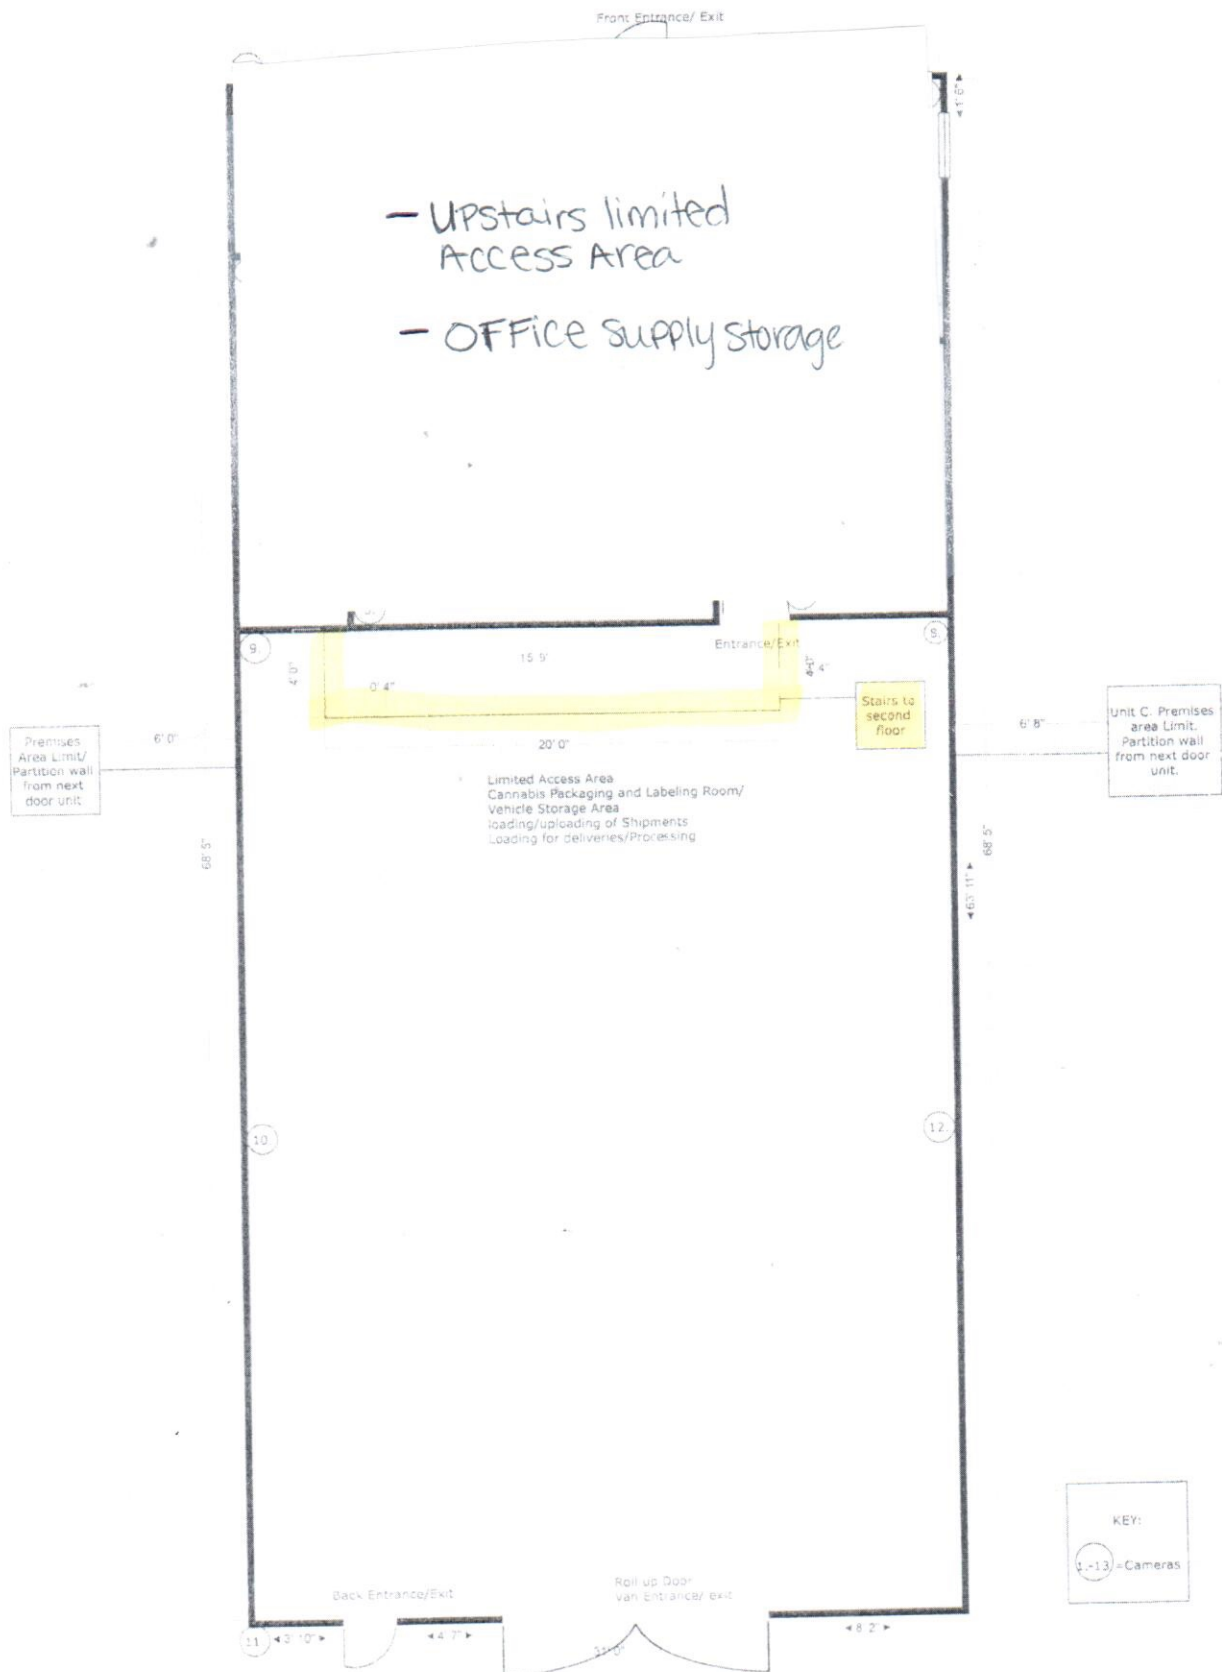 Front Entrance/ Exit
1' 6"
- UPstairs limited
Access Area
- OFFice supply storage
9.
Entrance/Exit
8.
15' 9"
4' 0"
0' 4"
20' 0"
Stairs to
second
floor
Premises
Area Limit/
Partition wall
from next
door unit
6' 0"
6' 8"
Unit C. Premises
area Limit.
Partition wall
from next door
unit.
Limited Access Area
Cannabis Packaging and Labeling Room/
Vehicle Storage Area
loading/uploading of Shipments
Loading for deliveries/Processing
68' 5"
68' 5"
63' 11"
10.
12.
KEY:
1.-13. =Cameras
Back Entrance/Exit
Roll up Door
Van Entrance/ exit
11.
3' 10"
4' 7"
31' 0"
8' 2"